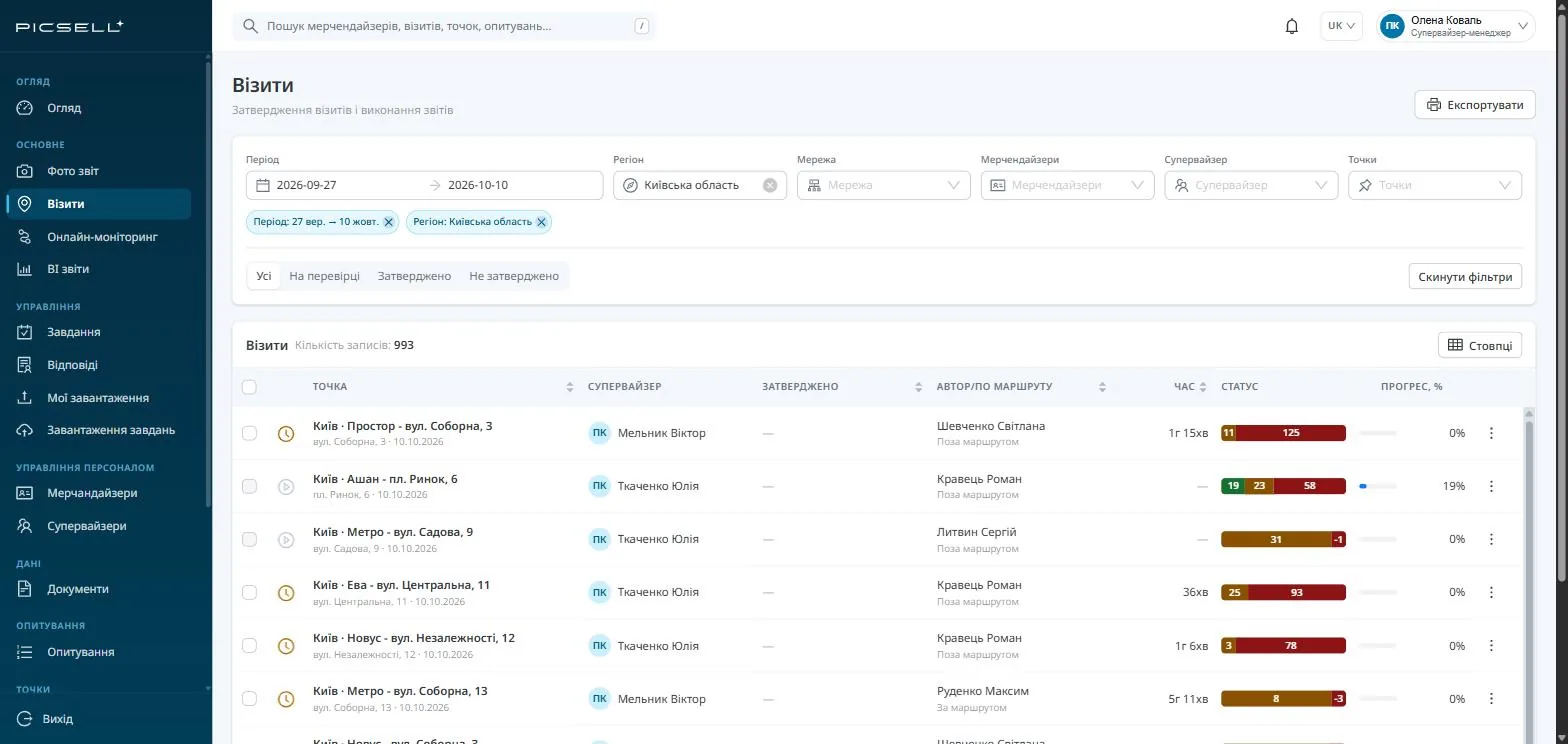 PICSELL
Пошук мерчендайзерів, візитів, точок, опитувань...
/
UK
ПК
Олена Коваль
Супервайзер-менеджер
ОГЛЯД
Огляд
ОСНОВНЕ
Фото звіт
Візити
Онлайн-моніторинг
BI звіти
УПРАВЛІННЯ
Завдання
Відповіді
Мої завантаження
Завантаження завдань
УПРАВЛІННЯ ПЕРСОНАЛОМ
Мерчандайзери
Супервайзери
ДАНІ
Документи
ОПИТУВАННЯ
Опитування
ТОЧКИ
Вихід
Візити
Затвердження візитів і виконання звітів
Експортувати
Період
Регіон
Мережа
Мерчендайзери
Супервайзер
Точки
2026-09-27 → 2026-10-10
Київська область
Мережа
Мерчендайзери
Супервайзер
Точки
Період: 27 вер. → 10 жовт.
Регіон: Київська область
Усі
На перевірці
Затверджено
Не затверджено
Скинути фільтри
Візити Кількість записів: 993
Стовпці
ТОЧКА СУПЕРВАЙЗЕР ЗАТВЕРДЖЕНО АВТОР/ПО МАРШРУТУ ЧАС СТАТУС ПРОГРЕС, %
Київ · Простор - вул. Соборна, 3
вул. Соборна, 3 · 10.10.2026
ПК Мельник Віктор
—
Шевченко Світлана
Поза маршрутом
1г 15хв
11 125
0%
Київ · Ашан - пл. Ринок, 6
пл. Ринок, 6 · 10.10.2026
ПК Ткаченко Юлія
—
Кравець Роман
Поза маршрутом
—
19 23 58
19%
Київ · Метро - вул. Садова, 9
вул. Садова, 9 · 10.10.2026
ПК Ткаченко Юлія
—
Литвин Сергій
Поза маршрутом
—
31 -1
0%
Київ · Ева - вул. Центральна, 11
вул. Центральна, 11 · 10.10.2026
ПК Ткаченко Юлія
—
Кравець Роман
Поза маршрутом
36хв
25 93
0%
Київ · Новус - вул. Незалежності, 12
вул. Незалежності, 12 · 10.10.2026
ПК Ткаченко Юлія
—
Кравець Роман
Поза маршрутом
1г 6хв
3 78
0%
Київ · Метро - вул. Соборна, 13
вул. Соборна, 13 · 10.10.2026
ПК Мельник Віктор
—
Руденко Максим
За маршрутом
5г 11хв
8 -3
0%
Київ · Новус - вул. Соборна, 3
Шевченко Світлана